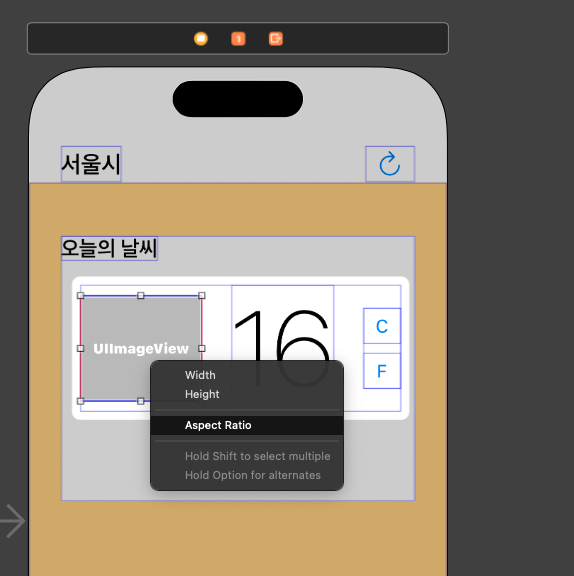 서울시
오늘의 날씨
UIImageView
16
C
F
Width
Height
Aspect Ratio
Hold Shift to select multiple
Hold Option for alternates